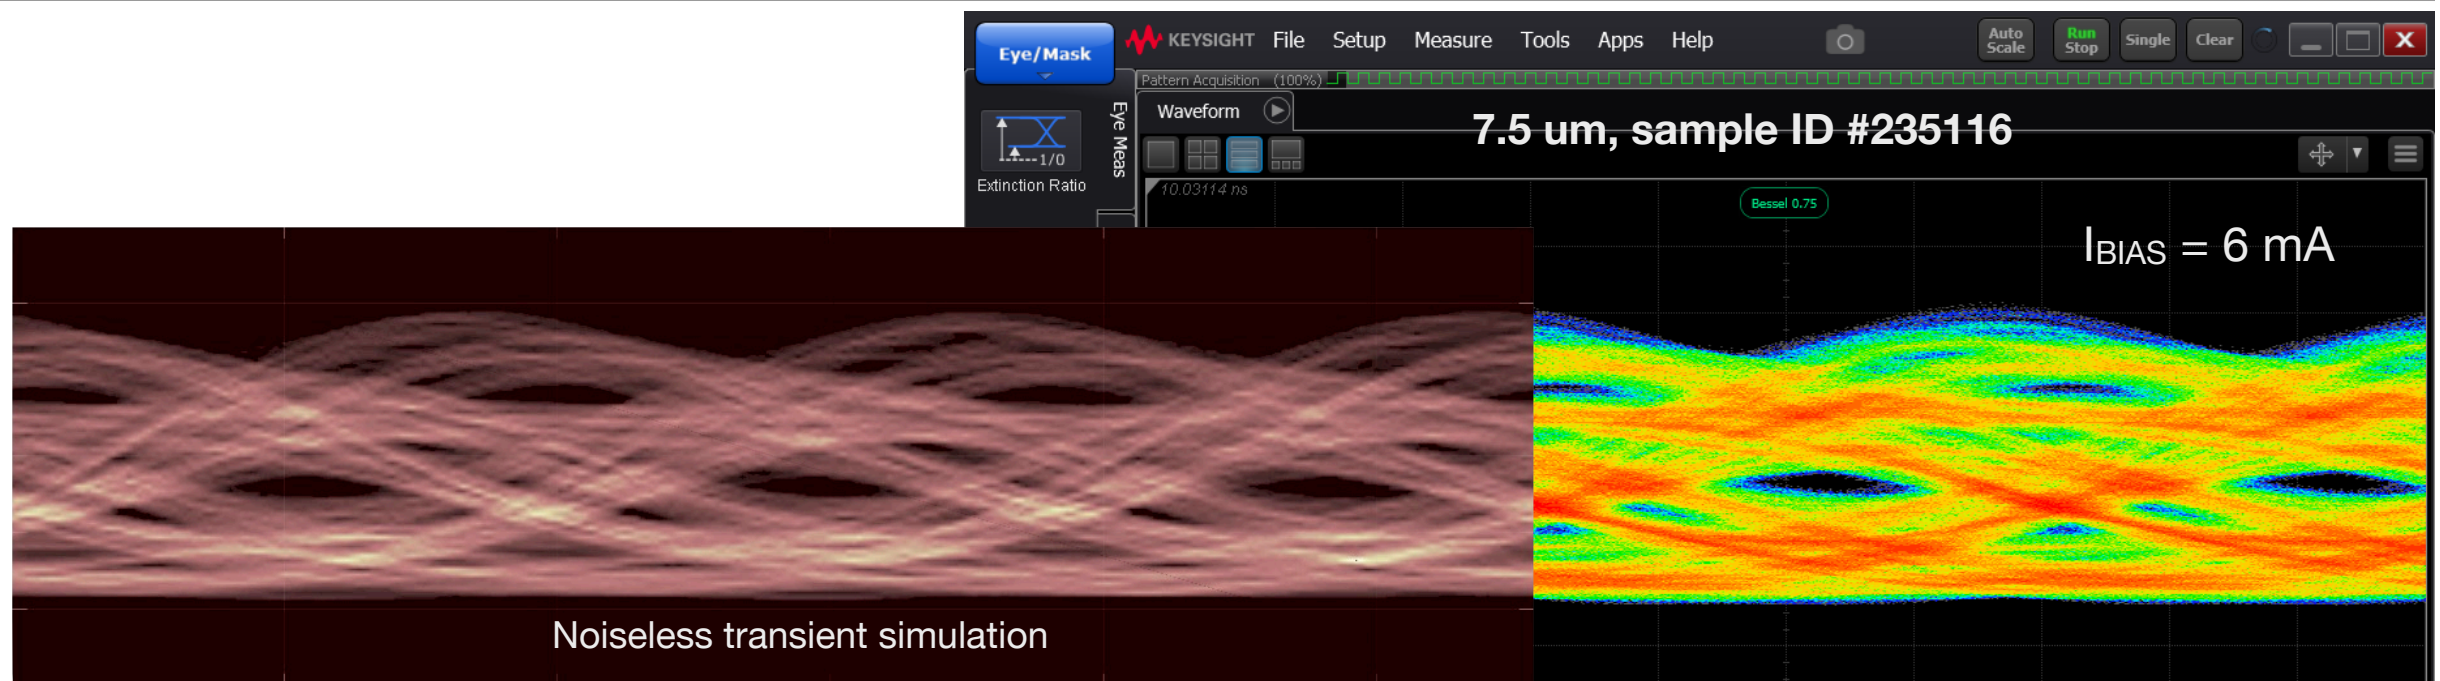 Eye/Mask
KEYSIGHT File Setup Measure Tools Apps Help
Auto Scale
Run Stop
Single
Clear
X
Pattern Acquisition (100%)
Waveform
Eye Meas
7.5 um, sample ID #235116
1/0
Extinction Ratio
10.03114 ns
Bessel 0.75
IBIAS = 6 mA
Noiseless transient simulation